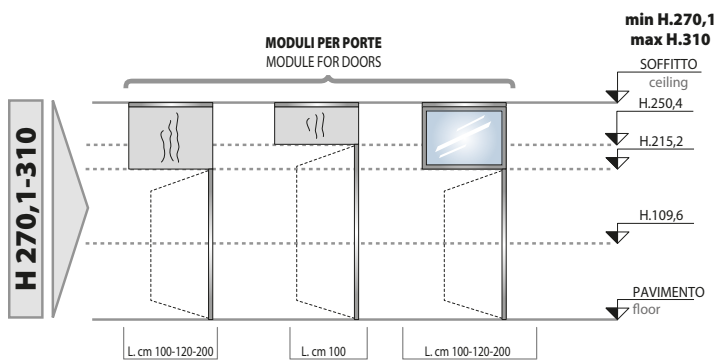 min H.270,1
max H.310
MODULI PER PORTE
MODULE FOR DOORS
SOFFITTO
ceiling
H.250,4
H.215,2
H 270,1-310
H.109,6
PAVIMENTO
floor
L. cm 100-120-200
L. cm 100
L. cm 100-120-200